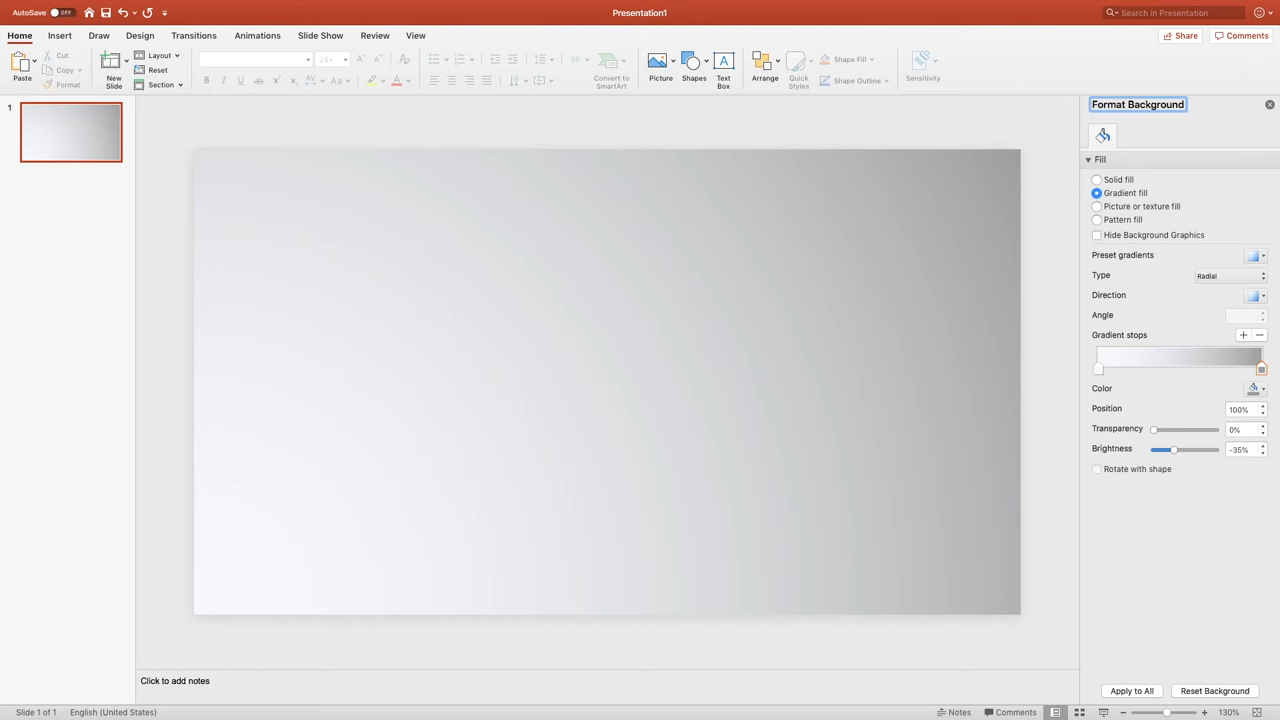 AutoSave OFF
Presentation1
Search in Presentation
Home Insert Draw Design Transitions Animations Slide Show Review View
Share Comments
Paste
Cut
Copy
Format
New Slide
Layout
Reset
Section
24+
B I U abe
Convert to SmartArt
Picture
Shapes
Text Box
Arrange
Quick Styles
Shape Fill
Shape Outline
Sensitivity
1
Format Background
Fill
Solid fill
Gradient fill
Picture or texture fill
Pattern fill
Hide Background Graphics
Preset gradients
Type Radial
Direction
Angle
Gradient stops
Color
Position 100%
Transparency 0%
Brightness -35%
Rotate with shape
Apply to All Reset Background
Click to add notes
Slide 1 of 1 English (United States) Notes Comments 130%